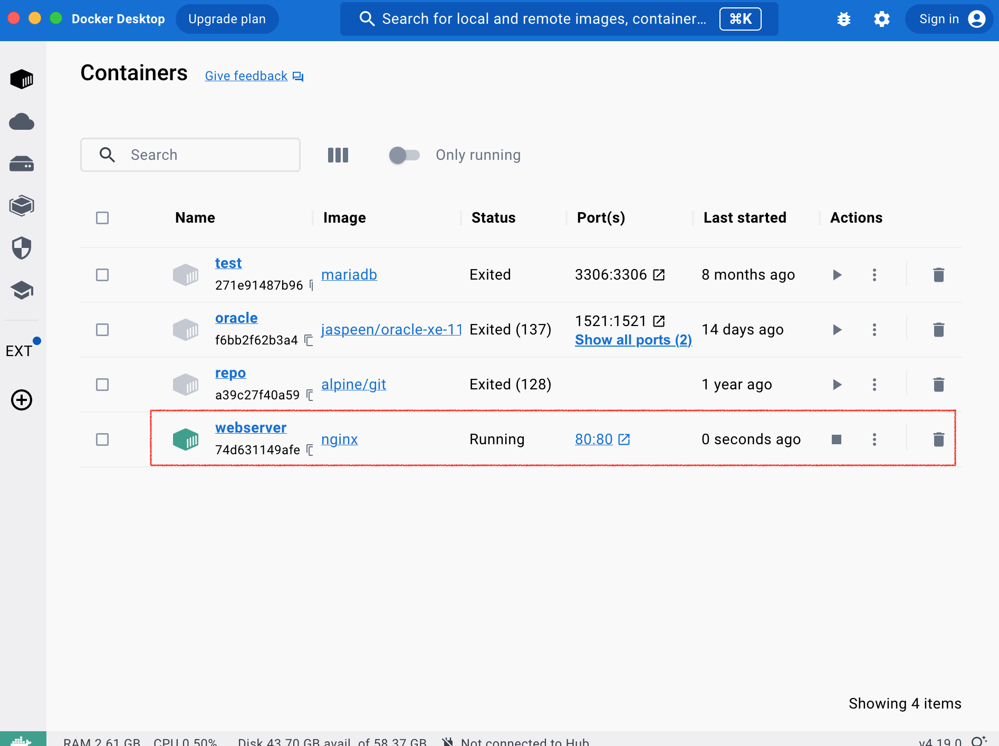 Docker Desktop Upgrade plan Search for local and remote images, container... ⌘K Sign in
Containers Give feedback
Search Only running
Name Image Status Port(s) Last started Actions
test
271e91487b96 mariadb Exited 3306:3306 8 months ago
oracle
f6bb2f62b3a4 jaspeen/oracle-xe-11 Exited (137) 1521:1521 14 days ago
Show all ports (2)
repo
a39c27f40a59 alpine/git Exited (128) 1 year ago
webserver
74d631149afe nginx Running 80:80 0 seconds ago
EXT
Showing 4 items
RAM 2.61 GB CPU 0.50% Disk 43.70 GB avail. of 58.37 GB Not connected to Hub v4.19.0